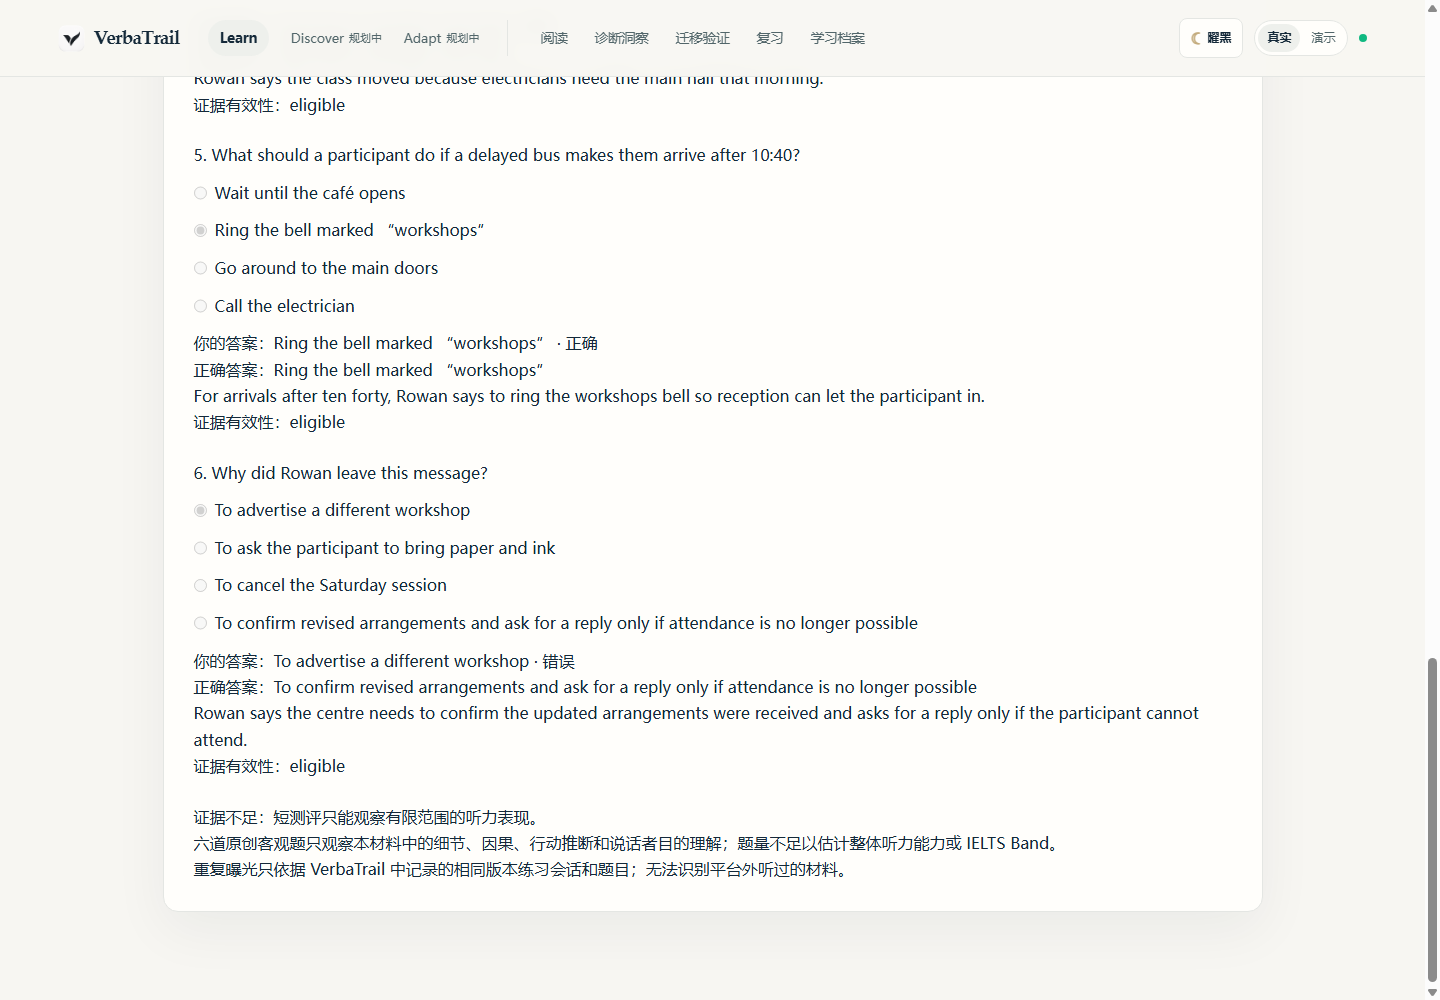 VerbaTrail
Learn
Discover 规划中
Adapt 规划中
阅读
诊断洞察
迁移验证
复习
学习档案
曜黑
真实
演示
Rowan says the class moved because electricians need the main hall that morning.
证据有效性：eligible
5. What should a participant do if a delayed bus makes them arrive after 10:40?
Wait until the café opens
Ring the bell marked “workshops”
Go around to the main doors
Call the electrician
你的答案：Ring the bell marked “workshops” · 正确
正确答案：Ring the bell marked “workshops”
For arrivals after ten forty, Rowan says to ring the workshops bell so reception can let the participant in.
证据有效性：eligible
6. Why did Rowan leave this message?
To advertise a different workshop
To ask the participant to bring paper and ink
To cancel the Saturday session
To confirm revised arrangements and ask for a reply only if attendance is no longer possible
你的答案：To advertise a different workshop · 错误
正确答案：To confirm revised arrangements and ask for a reply only if attendance is no longer possible
Rowan says the centre needs to confirm the updated arrangements were received and asks for a reply only if the participant cannot
attend.
证据有效性：eligible
证据不足：短测评只能观察有限范围的听力表现。
六道原创客观题只观察本材料中的细节、因果、行动推断和说话者目的理解；题量不足以估计整体听力能力或 IELTS Band。
重复曝光只依据 VerbaTrail 中记录的相同版本练习会话和题目；无法识别平台外听过的材料。